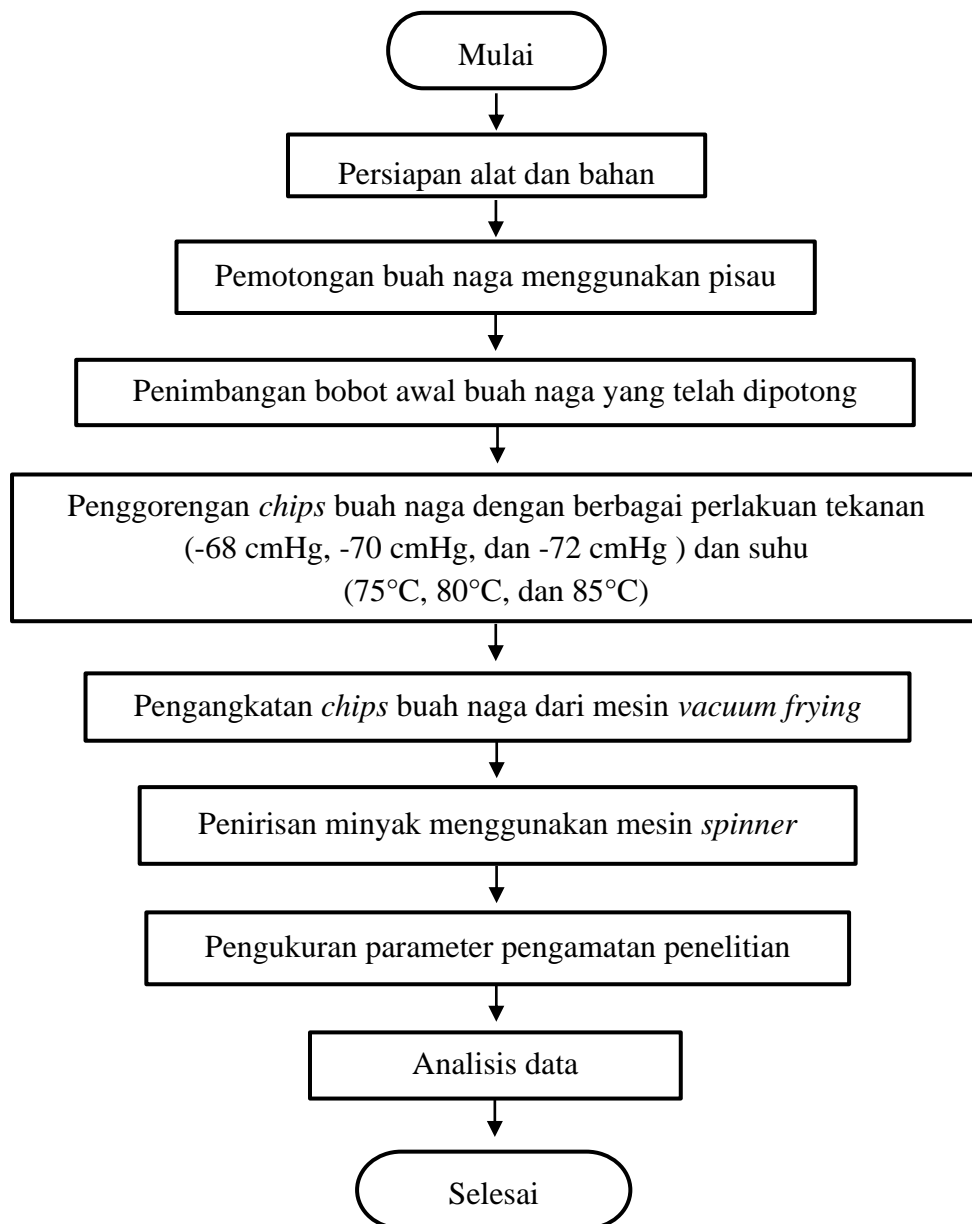 Mulai
Persiapan alat dan bahan
Pemotongan buah naga menggunakan pisau
Penimbangan bobot awal buah naga yang telah dipotong
Penggorengan chips buah naga dengan berbagai perlakuan tekanan
(-68 cmHg, -70 cmHg, dan -72 cmHg ) dan suhu
(75°C, 80°C, dan 85°C)
Pengangkatan chips buah naga dari mesin vacuum frying
Penirisan minyak menggunakan mesin spinner
Pengukuran parameter pengamatan penelitian
Analisis data
Selesai